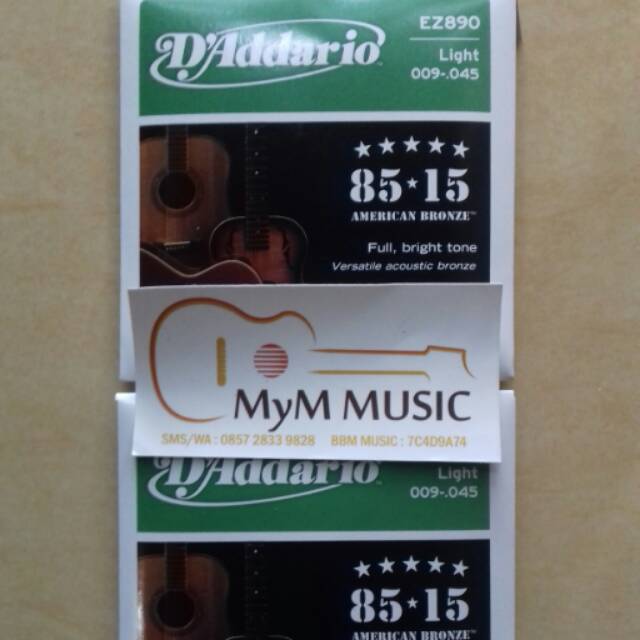 D'Addario
EZ890
Light
009-.045
85★15
AMERICAN BRONZE™
Full, bright tone
Versatile acoustic bronze
MyM MUSIC
SMS/WA : 0857 2833 9828 BBM MUSIC : 7C4D9A74
D'Addario
Light
009-.045
85★15
AMERICAN BRONZE™